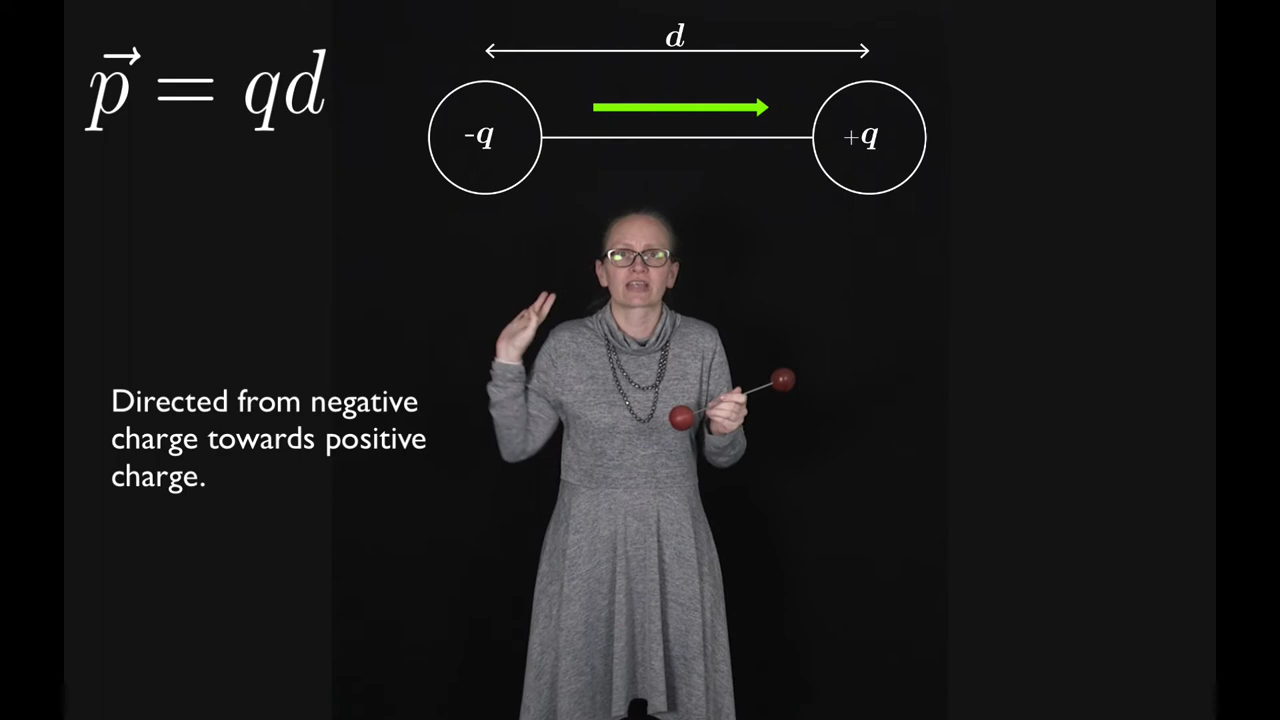 p⃗ = qd
d
-q
+q
Directed from negative
charge towards positive
charge.